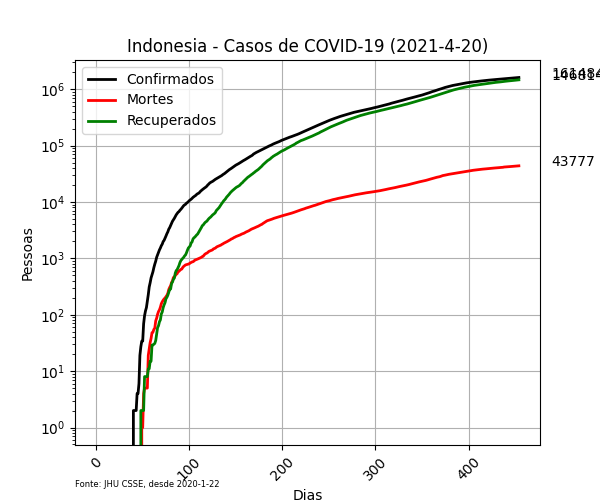 Indonesia - Casos de COVID-19 (2021-4-20)
Confirmados
Mortes
Recuperados
10⁶
10⁵
10⁴
10³
10²
10¹
10⁰
Pessoas
43777
0
100
200
300
400
Dias
Fonte: JHU CSSE, desde 2020-1-22